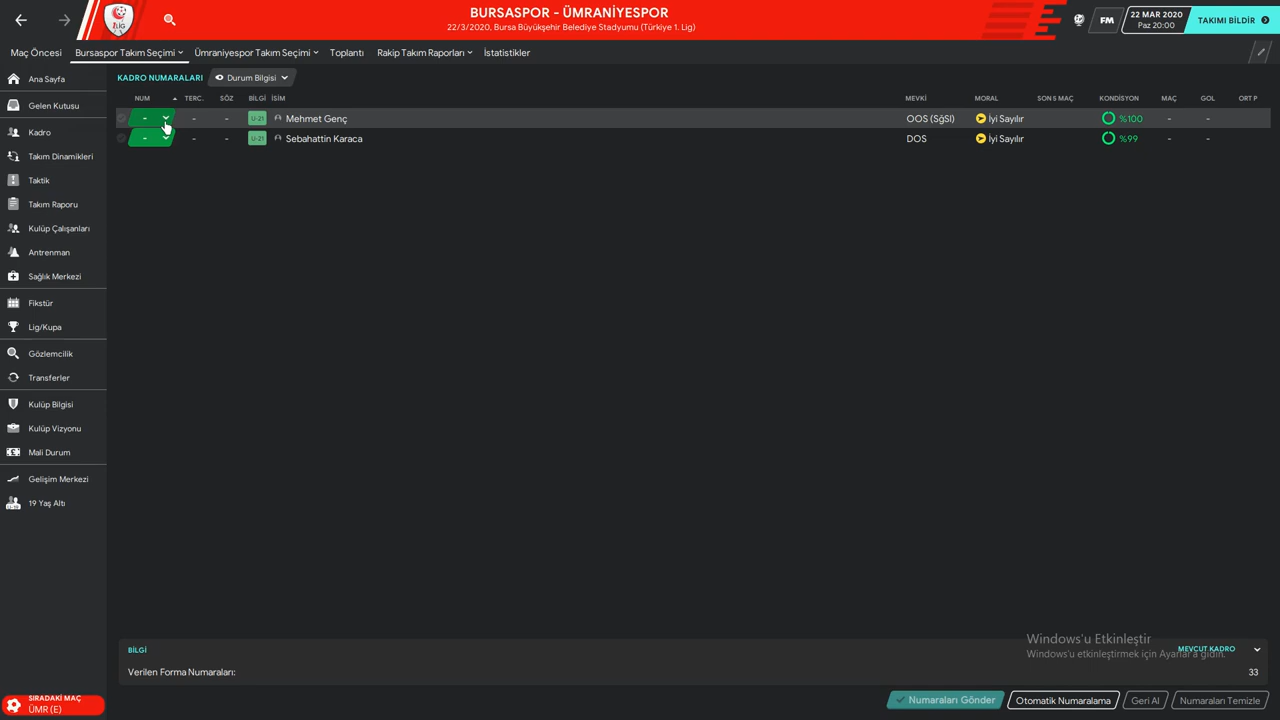 BURSASPOR - ÜMRANİYESPOR
22/3/2020, Bursa Büyükşehir Belediye Stadyumu (Türkiye 1. Lig)
FM
22 MAR 2020
Paz 20:00
TAKIMI BİLDİR
Maç Öncesi
Bursaspor Takım Seçimi
Ümraniyespor Takım Seçimi
Toplantı
Rakip Takım Raporları
İstatistikler
Ana Sayfa
Gelen Kutusu
Kadro
Takım Dinamikleri
Taktik
Takım Raporu
Kulüp Çalışanları
Antrenman
Sağlık Merkezi
Fikstür
Lig/Kupa
Gözlemcilik
Transferler
Kulüp Bilgisi
Kulüp Vizyonu
Mali Durum
Gelişim Merkezi
19 Yaş Altı
SIRADAKİ MAÇ
ÜMR (E)
KADRO NUMARALARI Durum Bilgisi
NUM TERC. SÖZ BİLGİ İSİM MEVKİ MORAL SON 5 MAÇ KONDİSYON MAÇ GOL ORT P
- - - U-21 Mehmet Genç OOS (SğSl) İyi Sayılır %100 - -
- - - U-21 Sebahattin Karaca DOS İyi Sayılır %99 - -
BİLGİ
MEVCUT KADRO
Verilen Forma Numaraları:
33
Windows'u Etkinleştir
Windows'u etkinleştirmek için Ayarlar'a gidin.
Numaraları Gönder
Otomatik Numaralama
Geri Al
Numaraları Temizle